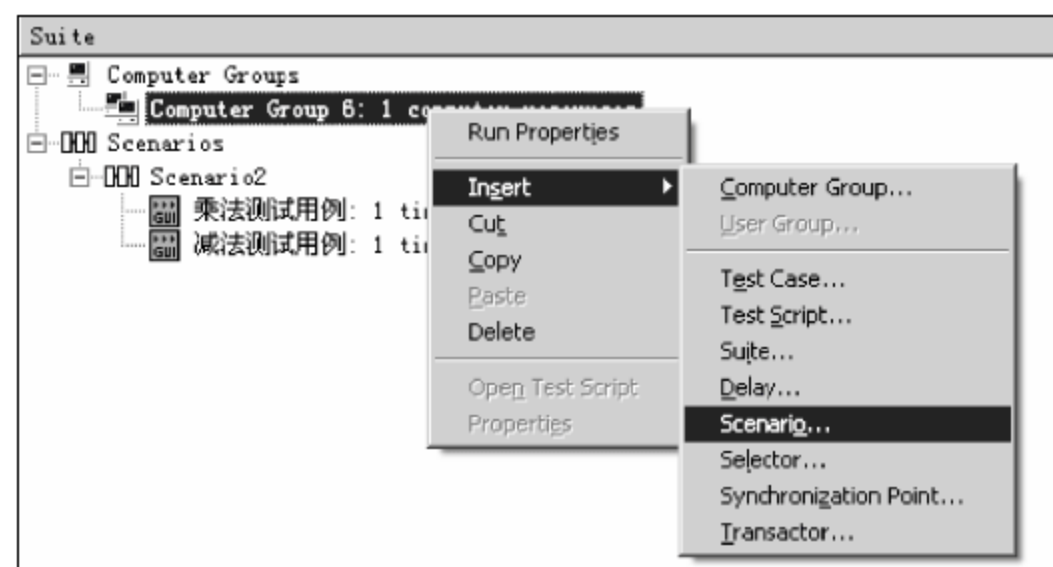 Suite
Computer Groups
Computer Group 6: 1
Scenarios
Scenario2
乘法测试用例: 1
减法测试用例: 1
Run Properties
Insert
Cut
Copy
Paste
Delete
Open Test Script
Properties
Computer Group...
User Group...
Test Case...
Test Script...
Suite...
Delay...
Scenario...
Selector...
Synchronization Point...
Transactor...